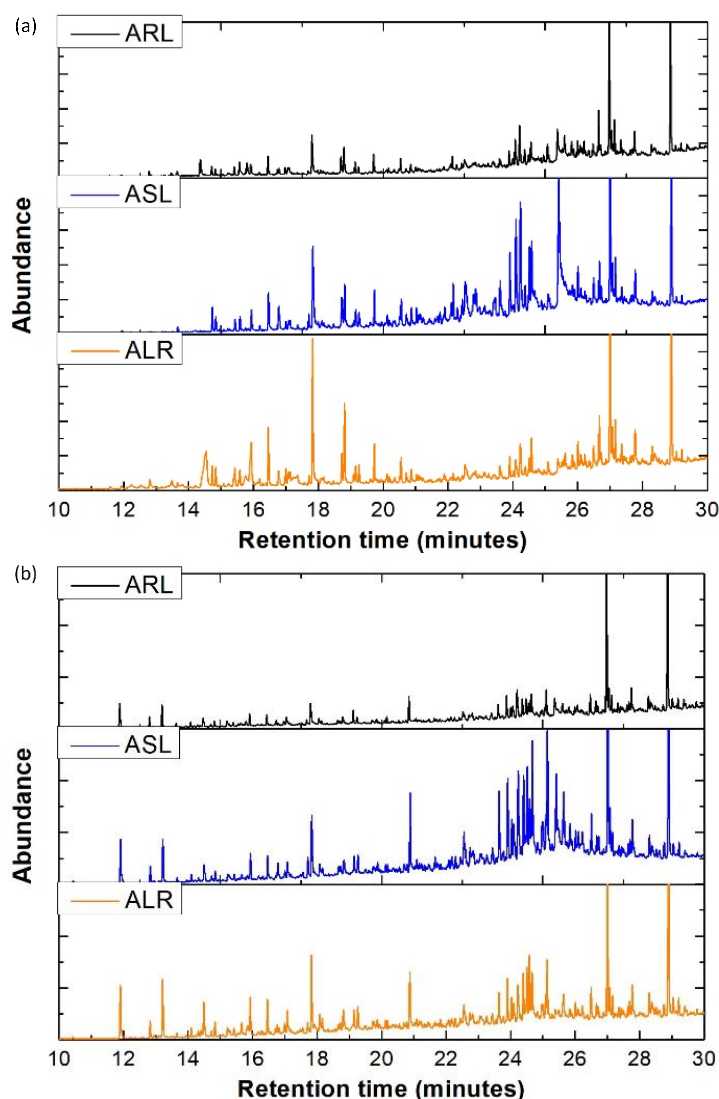 (a)
ARL
ASL
ALR
Abundance
10 12 14 16 18 20 22 24 26 28 30
Retention time (minutes)
(b)
ARL
ASL
ALR
Abundance
10 12 14 16 18 20 22 24 26 28 30
Retention time (minutes)